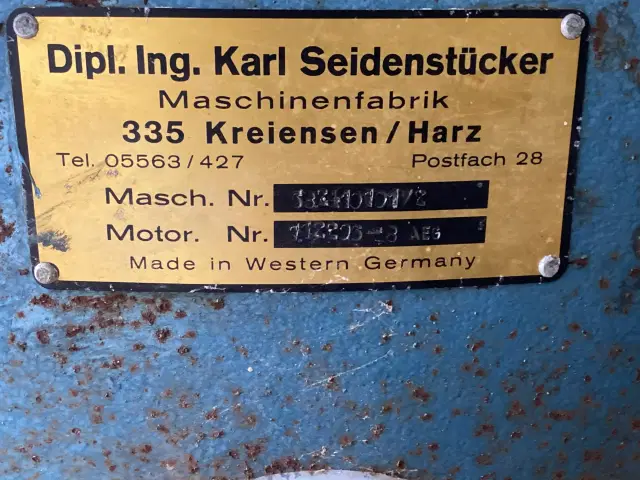 Dipl. Ing. Karl Seidenstücker
Maschinenfabrik
335 Kreiensen/Harz
Tel. 05563/427 Postfach 28
Masch. Nr.
Motor. Nr. AEG
Made in Western Germany